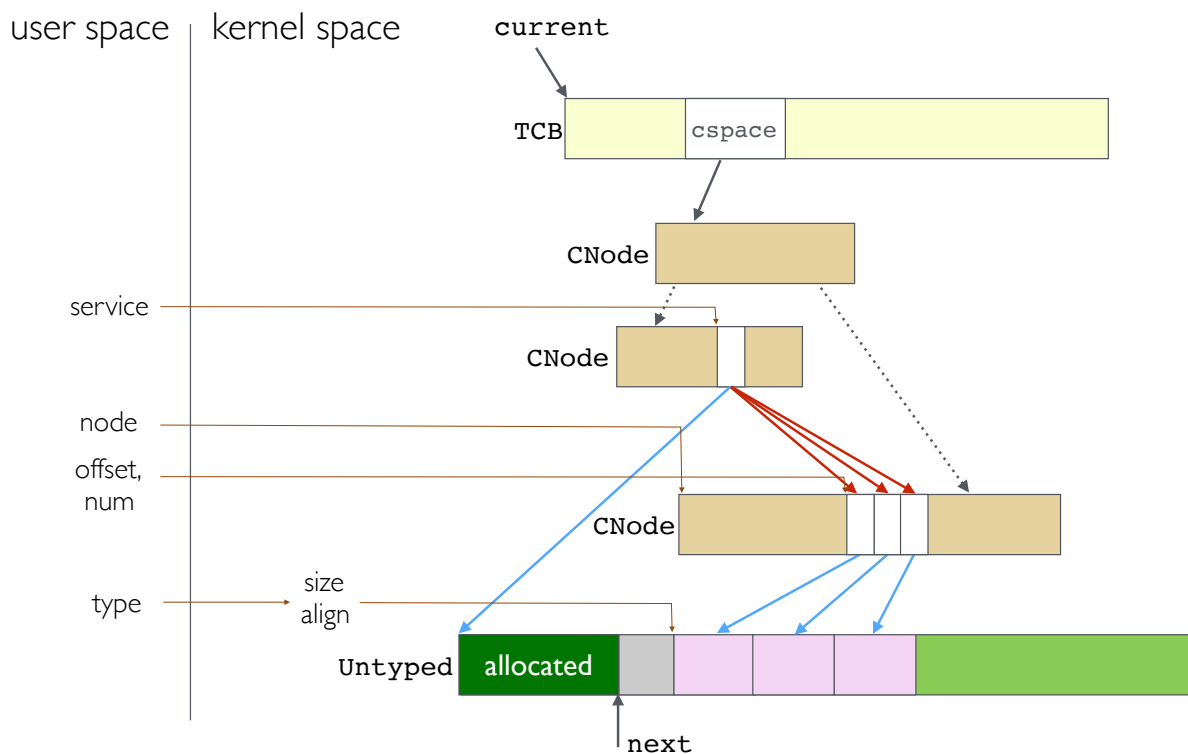 user space
kernel space
current
TCB
cspace
CNode
service
CNode
node
offset,
num
CNode
type
size
align
Untyped
allocated
next